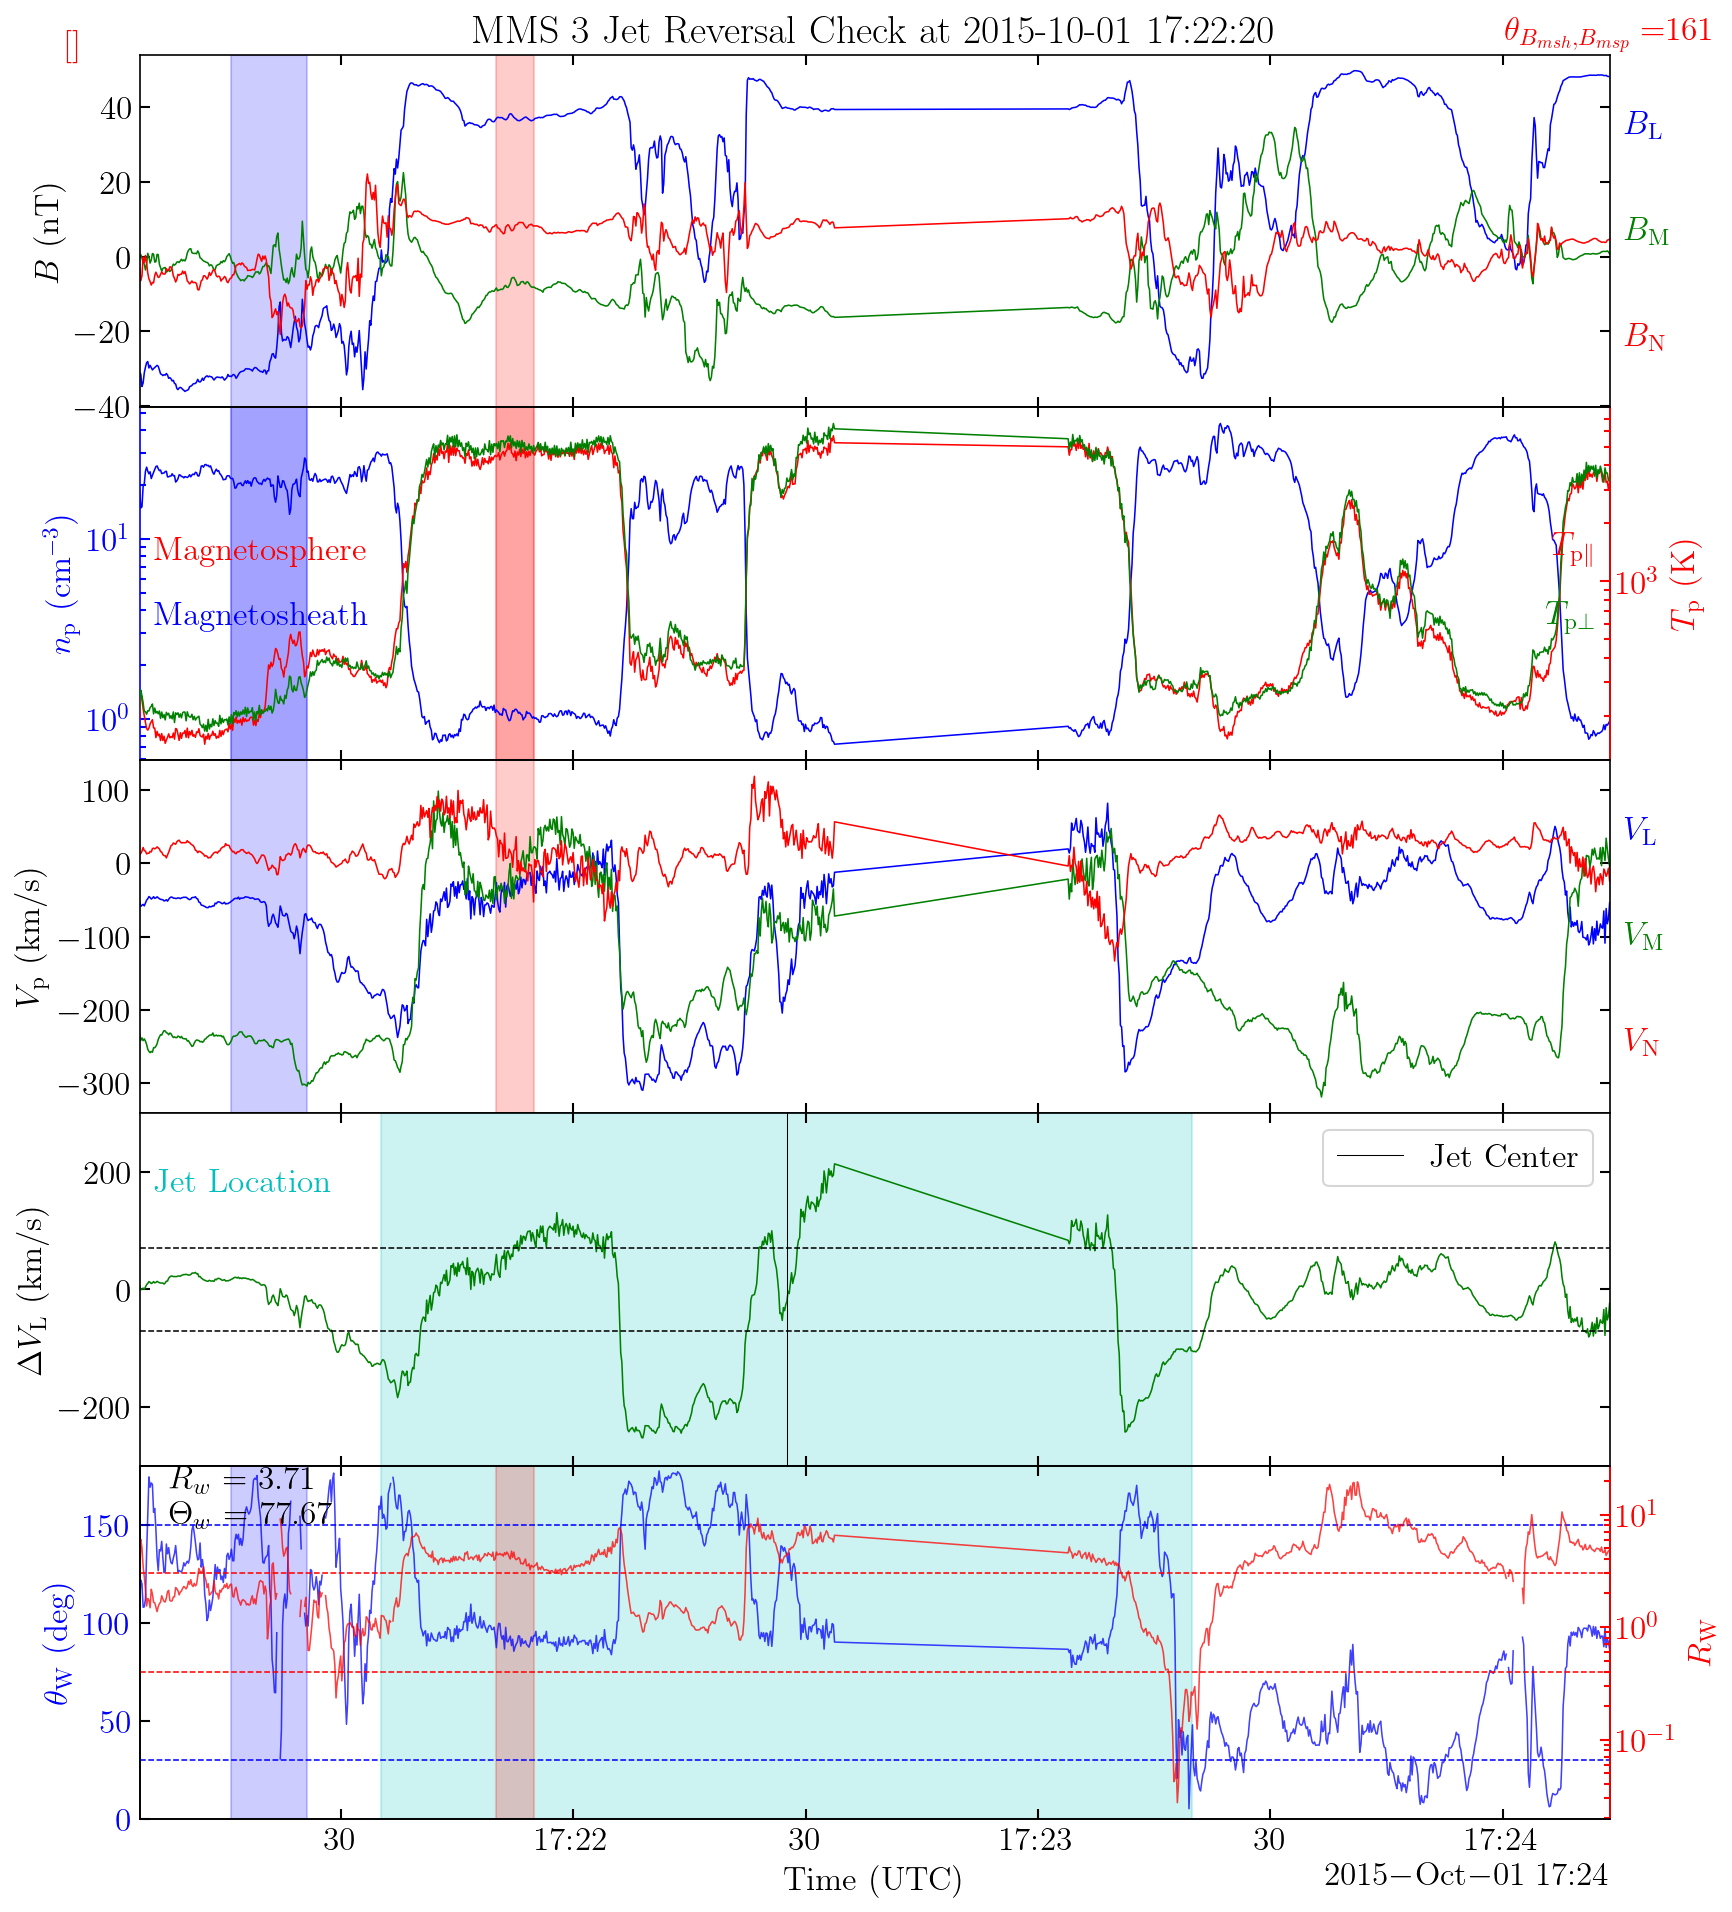 MMS 3 Jet Reversal Check at 2015-10-01 17:22:20
[]
θ_{B_{msh},B_{msp}} =161
40
20
0
−20
−40
B (nT)
B_L
B_M
B_N
10^1
10^0
n_p (cm^{−3})
Magnetosphere
Magnetosheath
T_{p∥}
T_{p⊥}
10^3
T_p (K)
100
0
−100
−200
−300
V_p (km/s)
V_L
V_M
V_N
200
0
−200
ΔV_L (km/s)
Jet Location
Jet Center
R_w = 3.71
Θ_w = 77.67
150
100
50
0
θ_W (deg)
10^1
10^0
10^{−1}
R_W
30
17:22
30
17:23
30
17:24
Time (UTC)
2015−Oct−01 17:24